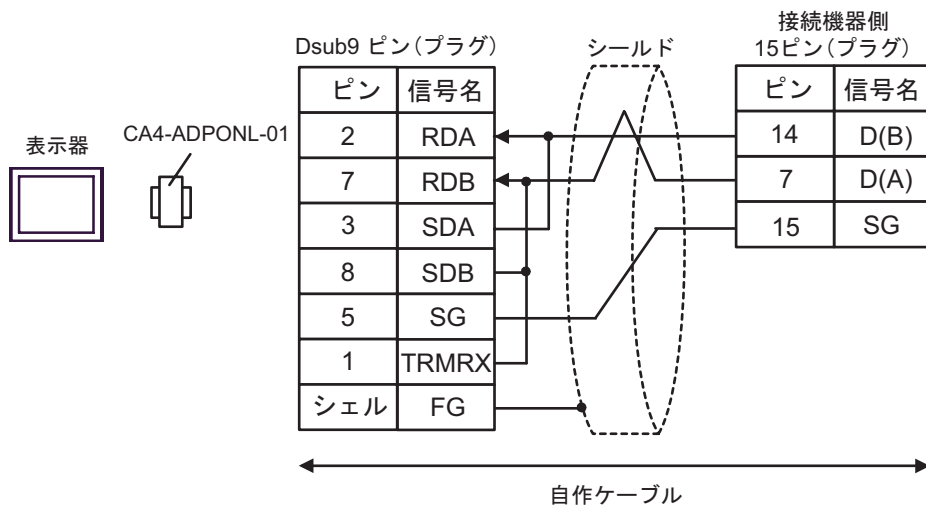 接続機器側
Dsub9 ピン(プラグ)
シールド
15ピン(プラグ)
ピン 信号名
ピン 信号名
表示器
CA4-ADPONL-01
2 RDA
14 D(B)
7 RDB
7 D(A)
3 SDA
15 SG
8 SDB
5 SG
1 TRMRX
シェル FG
自作ケーブル